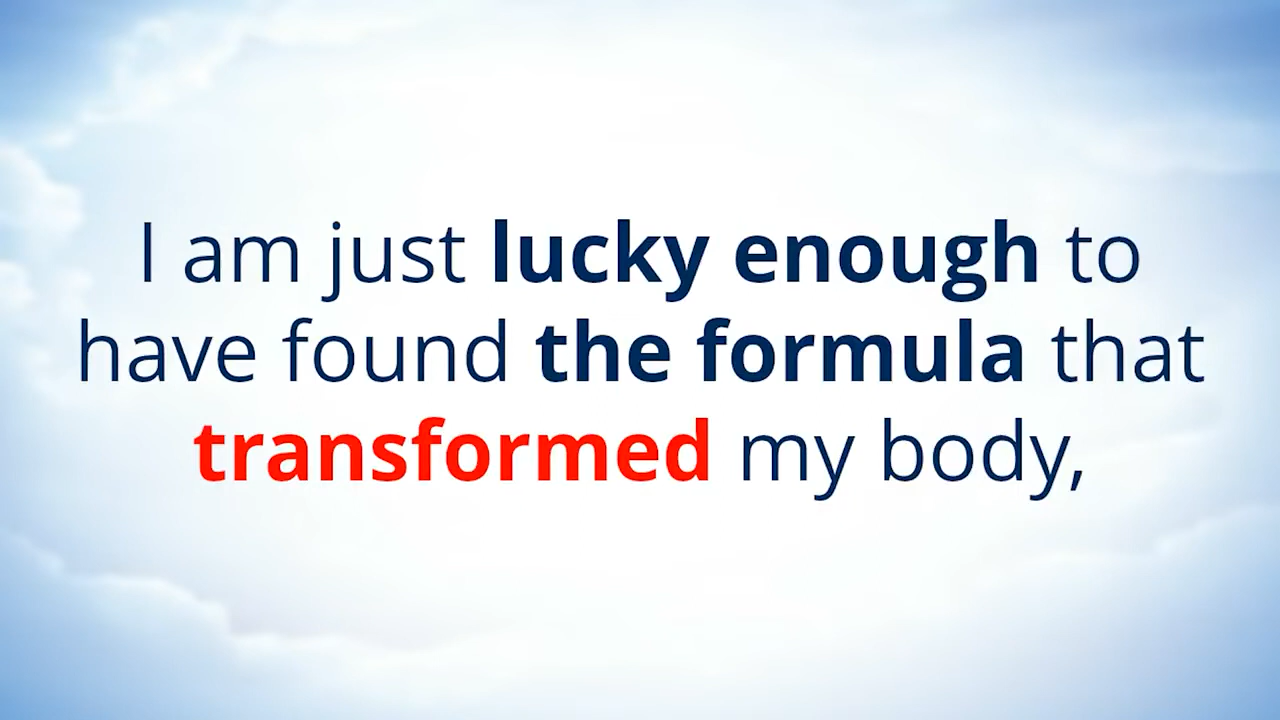 I am just lucky enough to
have found the formula that
transformed my body,